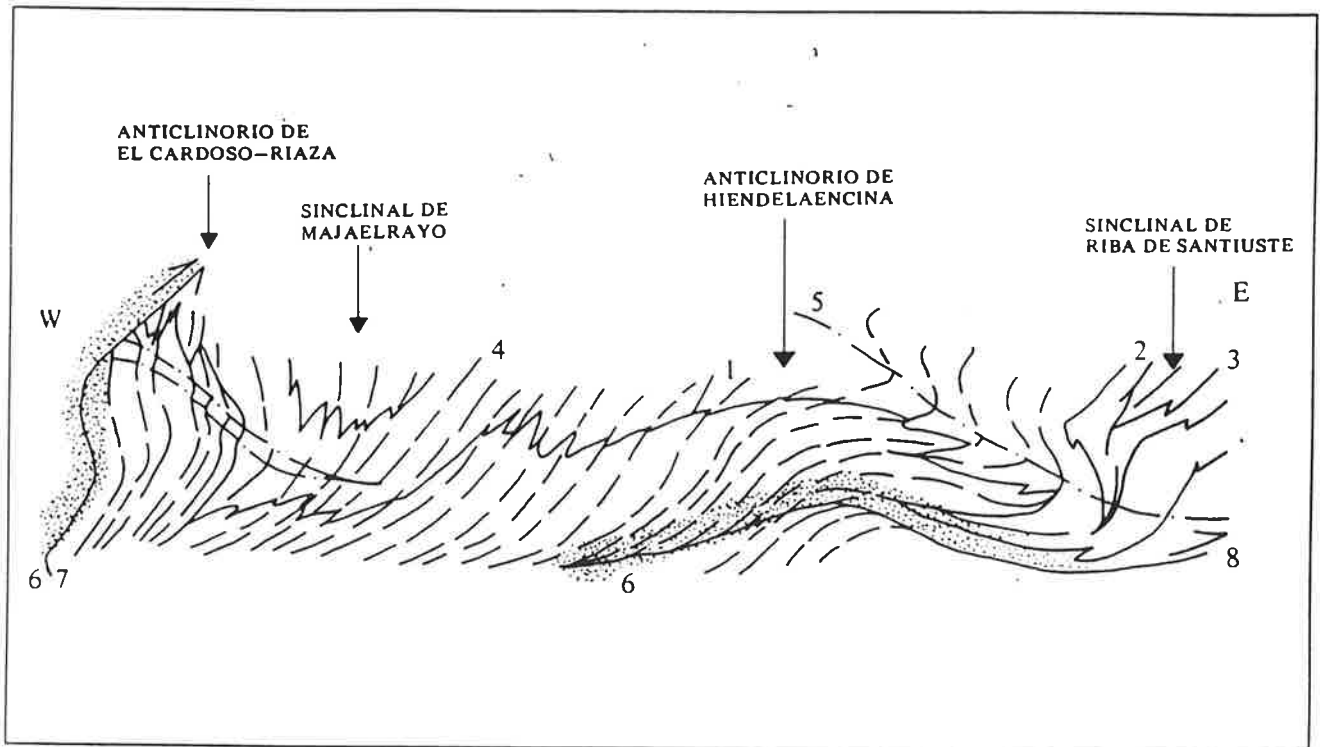 ANTICLINORIO DE
EL CARDOSO–RIAZA
SINCLINAL DE
MAJAELRAYO
ANTICLINORIO DE
HIENDELAENCINA
SINCLINAL DE
RIBA DE SANTIUSTE
W
E
5
4
1
2
3
6 7
6
8